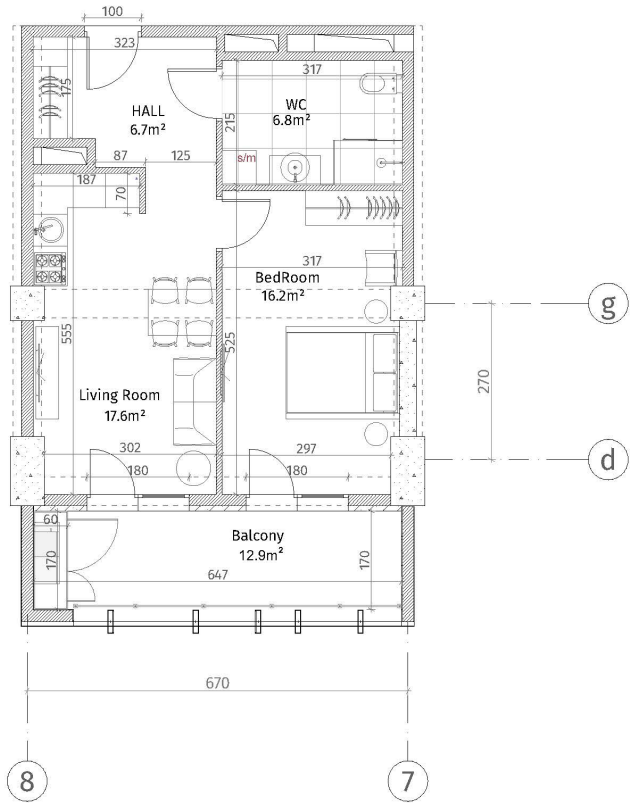 100
323
317
175
HALL
6.7m²
WC
6.8m²
215
87
125
s/m
187
70
317
BedRoom
16.2m²
g
555
525
270
Living Room
17.6m²
302
297
d
180
180
60
Balcony
12.9m²
170
170
647
670
8
7